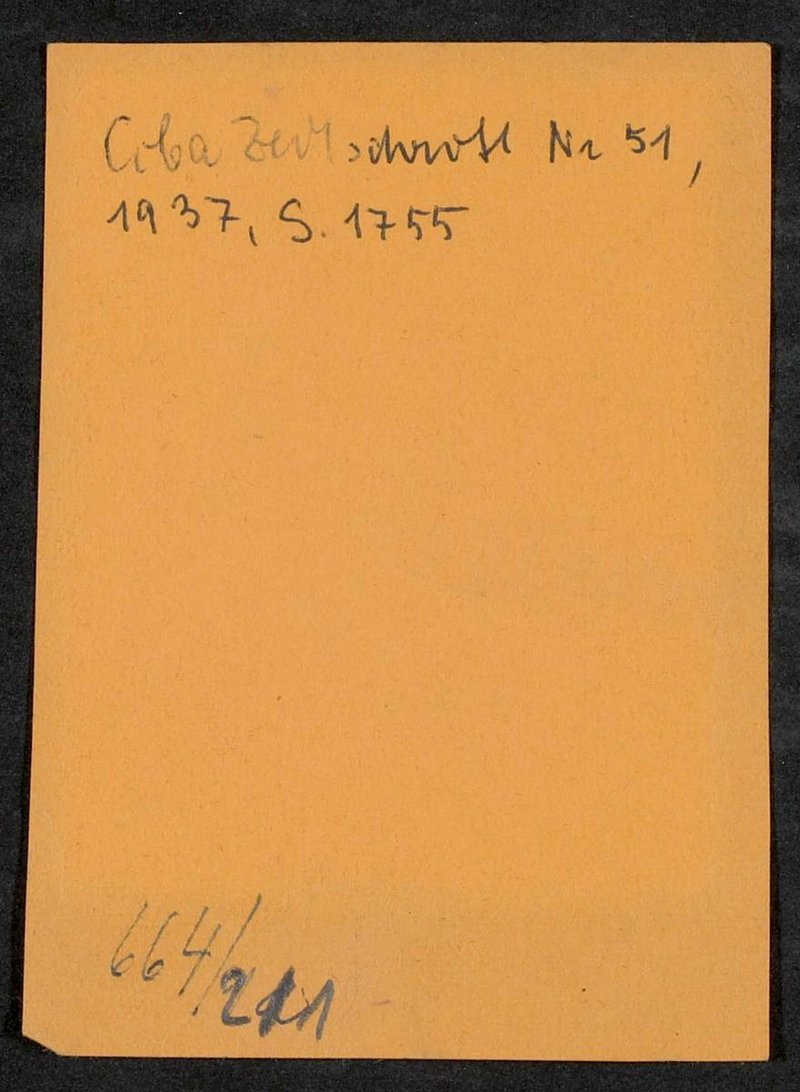 Ciba Zeitschrift Nr 51,
1937, S. 1755
664/211